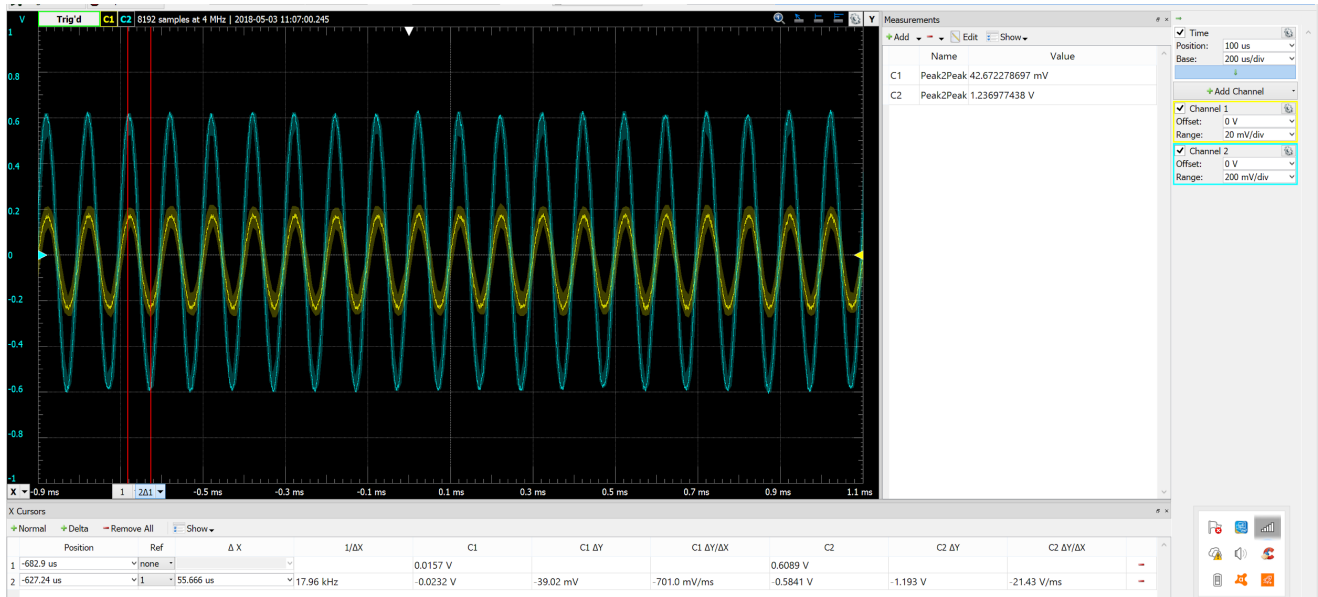 V Trig'd C1 C2 8192 samples at 4 MHz | 2018-05-03 11:07:00.245 Y
1
0.8
0.6
0.4
0.2
0
-0.2
-0.4
-0.6
-0.8
-1
X -0.9 ms 1 2Δ1 -0.5 ms -0.3 ms -0.1 ms 0.1 ms 0.3 ms 0.5 ms 0.7 ms 0.9 ms 1.1 ms
Measurements
Add Edit Show
Name Value
C1 Peak2Peak 42.672278697 mV
C2 Peak2Peak 1.236977438 V
Time
Position: 100 us
Base: 200 us/div
Add Channel
Channel 1
Offset: 0 V
Range: 20 mV/div
Channel 2
Offset: 0 V
Range: 200 mV/div
X Cursors
Normal Delta Remove All Show
Position Ref Δ X 1/ΔX C1 C1 ΔY C1 ΔY/ΔX C2 C2 ΔY C2 ΔY/ΔX
1 -682.9 us none 0.0157 V 0.6089 V
2 -627.24 us 1 55.666 us 17.96 kHz -0.0232 V -39.02 mV -701.0 mV/ms -0.5841 V -1.193 V -21.43 V/ms